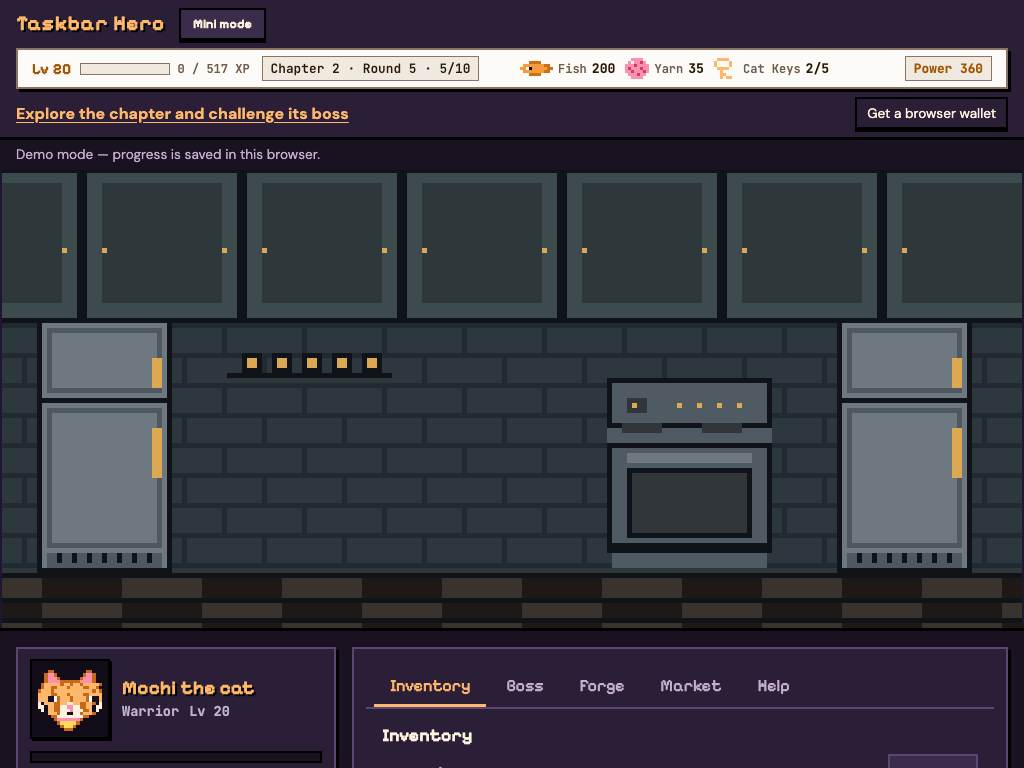 Taskbar Hero
Mini mode
Lv 20
0 / 517 XP
Chapter 2 · Round 5 · 5/10
Fish 200
Yarn 35
Cat Keys 2/5
Power 360
Explore the chapter and challenge its boss
Get a browser wallet
Demo mode — progress is saved in this browser.
Mochi the cat
Warrior Lv 20
Inventory
Boss
Forge
Market
Help
Inventory